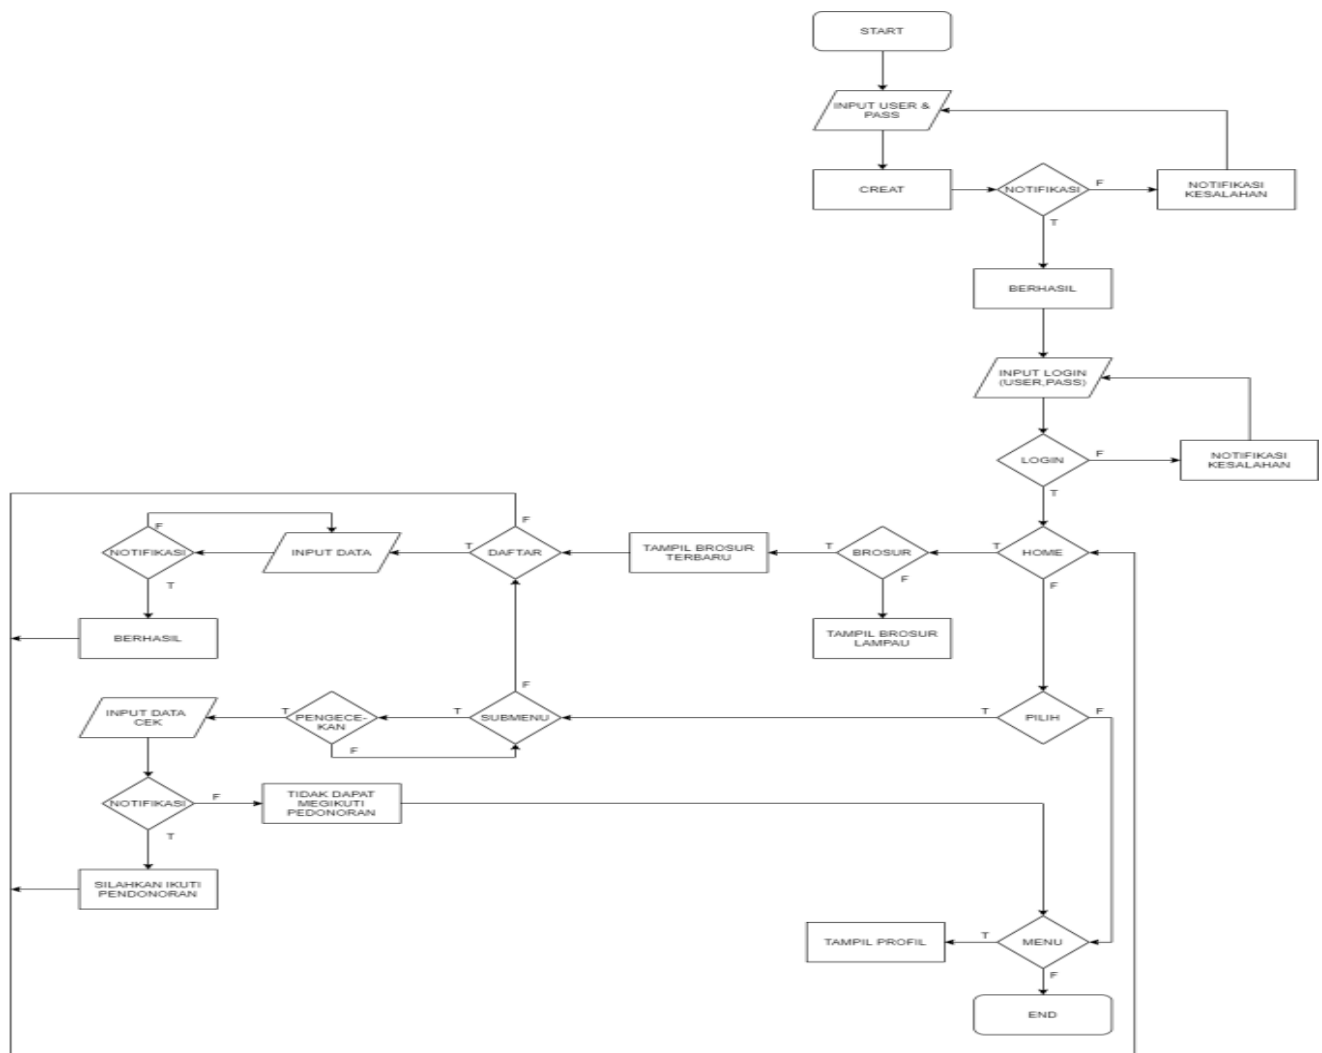 START
INPUT USER &
PASS
CREAT
NOTIFIKASI
F
NOTIFIKASI
KESALAHAN
T
BERHASIL
INPUT LOGIN
(USER,PASS)
LOGIN
F
NOTIFIKASI
KESALAHAN
T
F
NOTIFIKASI
INPUT DATA
T
F
DAFTAR
TAMPIL BROSUR
TERBARU
T
BROSUR
T
HOME
T
F
F
BERHASIL
TAMPIL BROSUR
LAMPAU
INPUT DATA
CEK
T
PENGECE-
KAN
F
T
F
SUBMENU
T
PILIH
F
NOTIFIKASI
F
TIDAK DAPAT
MEGIKUTI
PEDONORAN
T
SILAHKAN IKUTI
PENDONORAN
TAMPIL PROFIL
T
MENU
F
END